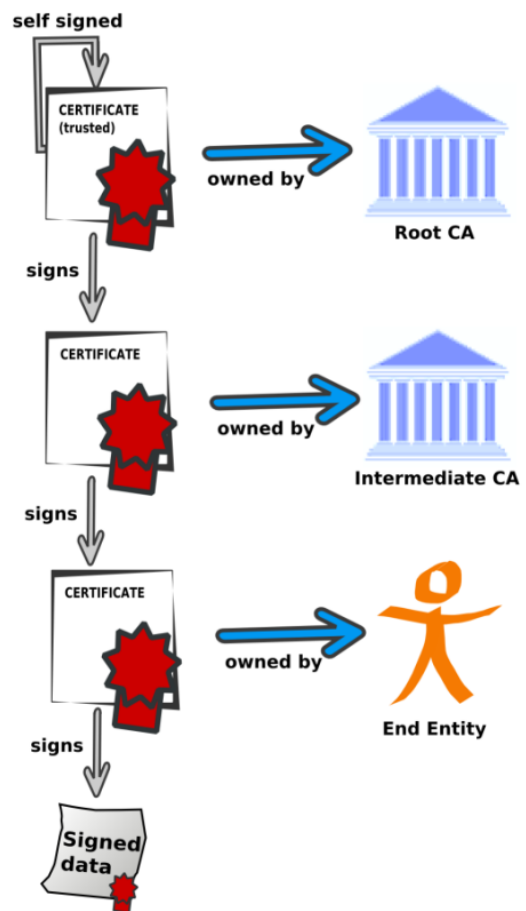 self signed
CERTIFICATE
(trusted)
owned by
Root CA
signs
CERTIFICATE
owned by
Intermediate CA
signs
CERTIFICATE
owned by
End Entity
signs
Signed
data